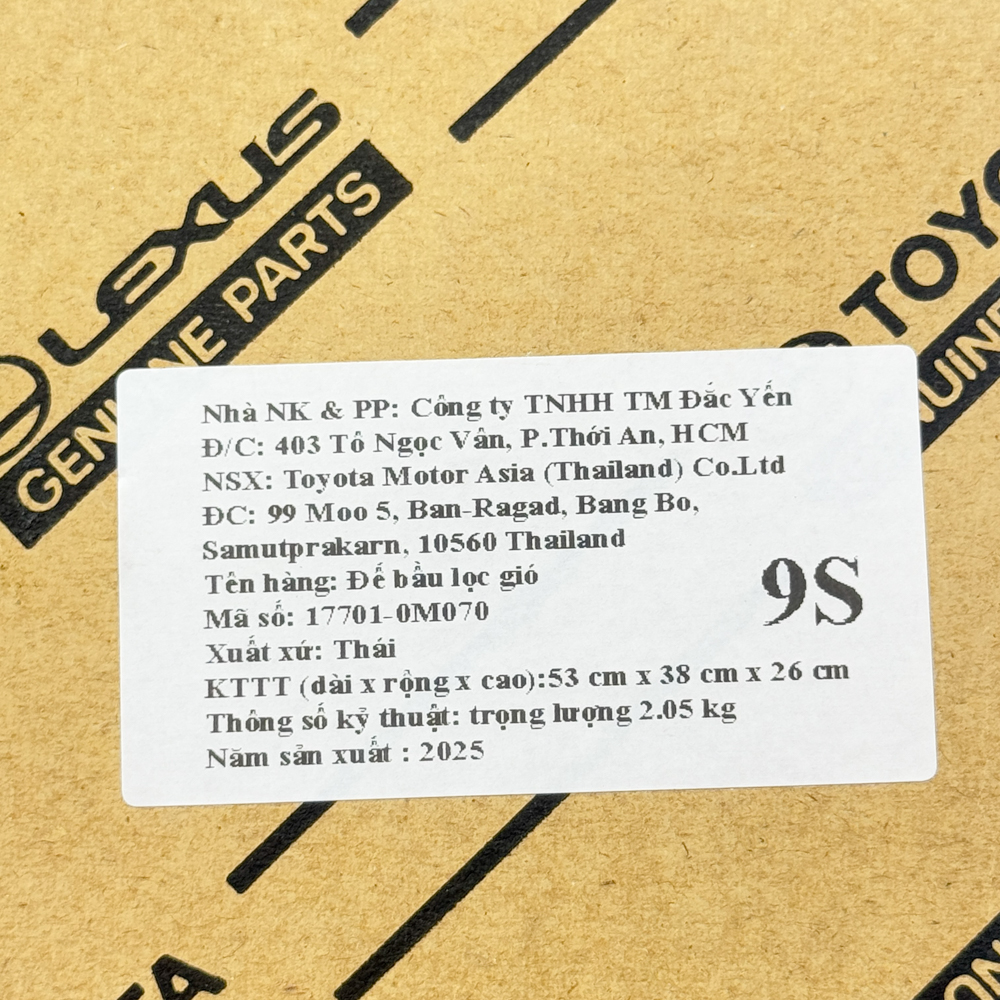 LEXUS
GENUINE PARTS
TOYO
UINE
Nhà NK & PP: Công ty TNHH TM Đắc Yến
Đ/C: 403 Tô Ngọc Vân, P.Thới An, HCM
NSX: Toyota Motor Asia (Thailand) Co.Ltd
ĐC: 99 Moo 5, Ban-Ragad, Bang Bo,
Samutprakarn, 10560 Thailand
Tên hàng: Đế bầu lọc gió
Mã số: 17701-0M070
9S
Xuất xứ: Thái
KTTT (dài x rộng x cao):53 cm x 38 cm x 26 cm
Thông số kỷ thuật: trọng lượng 2.05 kg
Năm sản xuất : 2025
TA